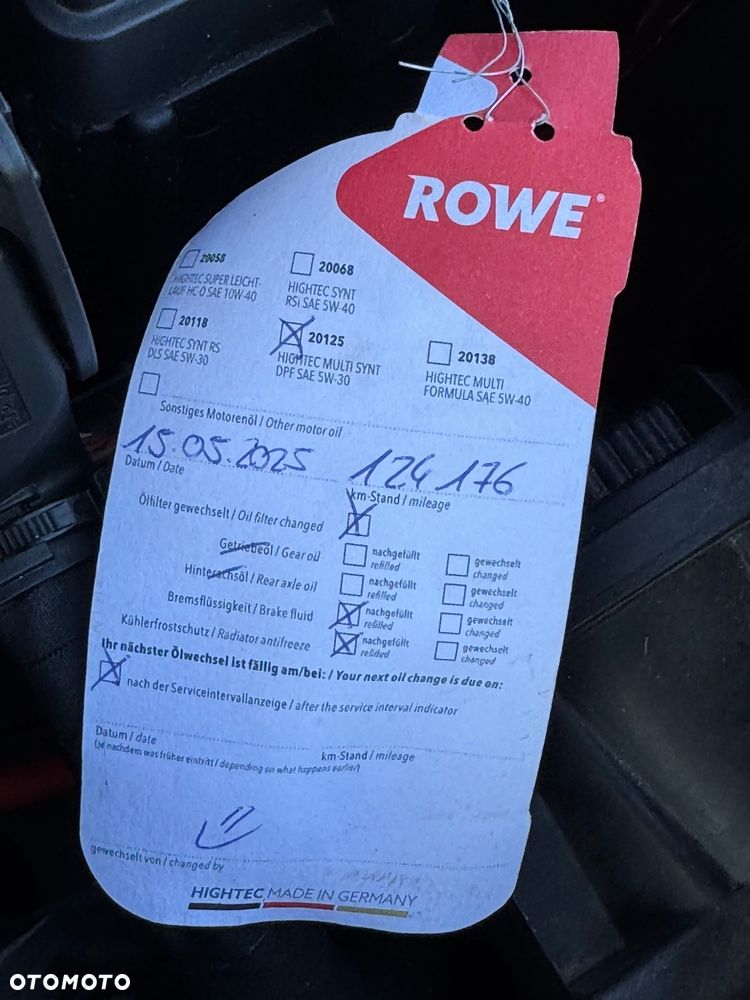 ROWE®
20058
HIGHTEC SUPER LEICHT-
LAUF HC-O SAE 10W-40
20068
HIGHTEC SYNT
RSi SAE 5W-40
20118
HIGHTEC SYNT RS
DLS SAE 5W-30
20125
HIGHTEC MULTI SYNT
DPF SAE 5W-30
20138
HIGHTEC MULTI
FORMULA SAE 5W-40
Sonstiges Motorenöl / Other motor oil
15.05.2025 124 176
Datum / Date km-Stand / mileage
Ölfilter gewechselt / Oil filter changed
Getriebeöl / Gear oil nachgefüllt refilled gewechselt changed
Hinterachsöl / Rear axle oil nachgefüllt refilled gewechselt changed
Bremsflüssigkeit / Brake fluid nachgefüllt refilled gewechselt changed
Kühlerfrostschutz / Radiator antifreeze nachgefüllt refilled gewechselt changed
Ihr nächster Ölwechsel ist fällig am/bei: / Your next oil change is due on:
nach der Serviceintervallanzeige / after the service interval indicator
Datum / date km-Stand / mileage
(Je nachdem was früher eintritt / depending on what happens earlier)
gewechselt von / changed by
HIGHTEC MADE IN GERMANY
OTOMOTO